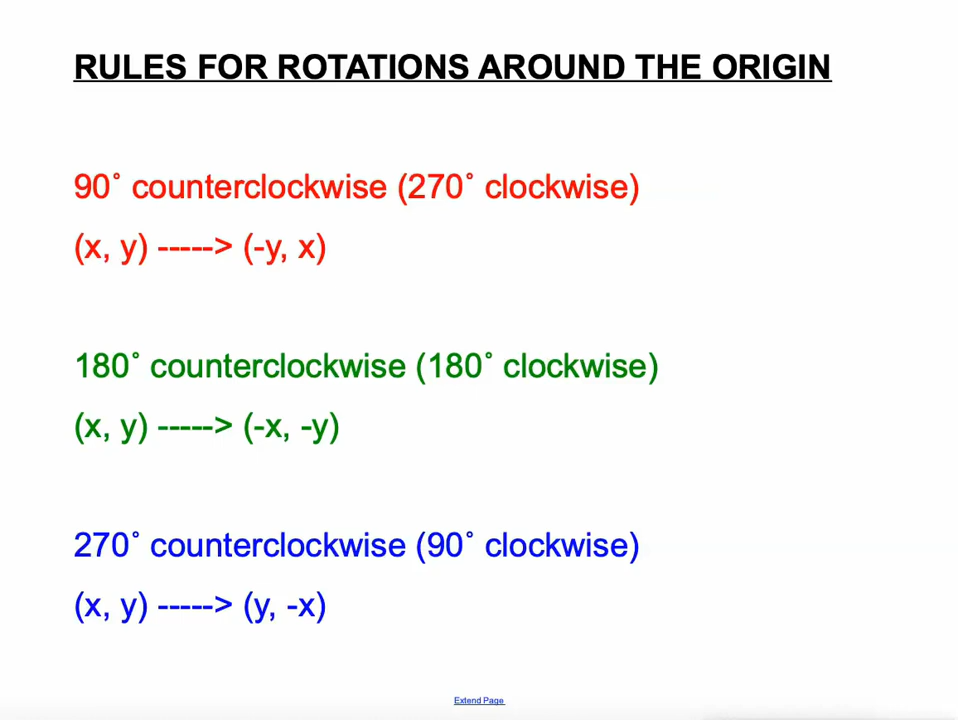 RULES FOR ROTATIONS AROUND THE ORIGIN
90˚ counterclockwise (270˚ clockwise)
(x, y) -----> (-y, x)
180˚ counterclockwise (180˚ clockwise)
(x, y) -----> (-x, -y)
270˚ counterclockwise (90˚ clockwise)
(x, y) -----> (y, -x)
Extend Page